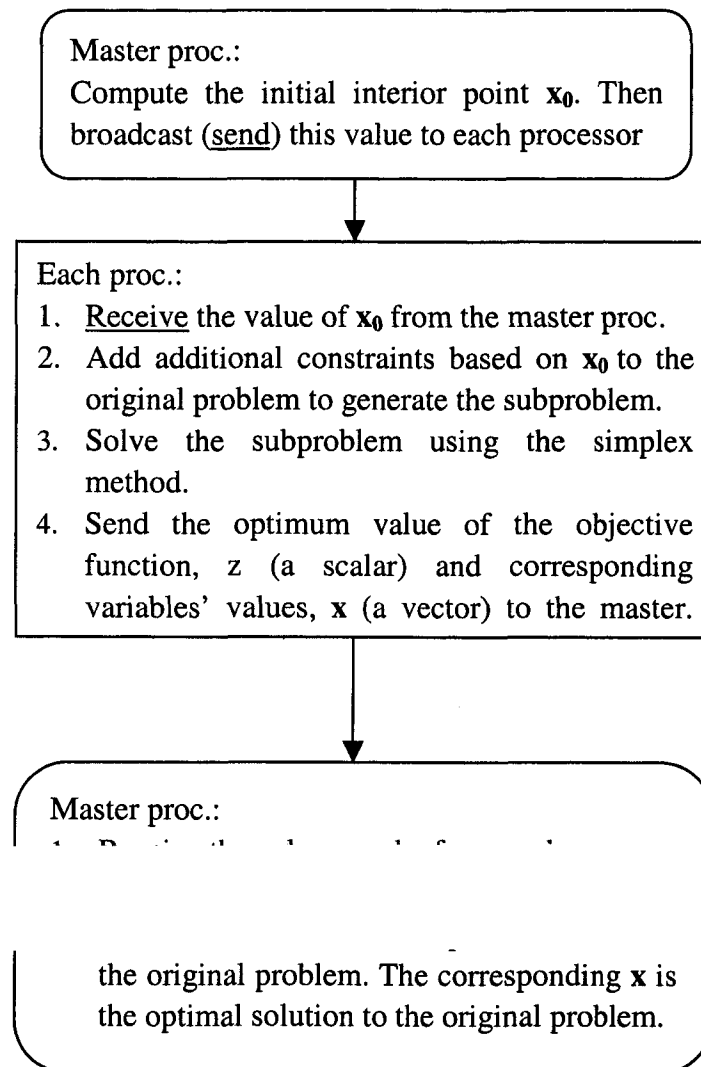 Master proc.:
Compute the initial interior point x₀. Then
broadcast (send) this value to each processor
Each proc.:
1. Receive the value of x₀ from the master proc.
2. Add additional constraints based on x₀ to the
original problem to generate the subproblem.
3. Solve the subproblem using the simplex
method.
4. Send the optimum value of the objective
function, z (a scalar) and corresponding
variables' values, x (a vector) to the master.
Master proc.:
the original problem. The corresponding x is
the optimal solution to the original problem.